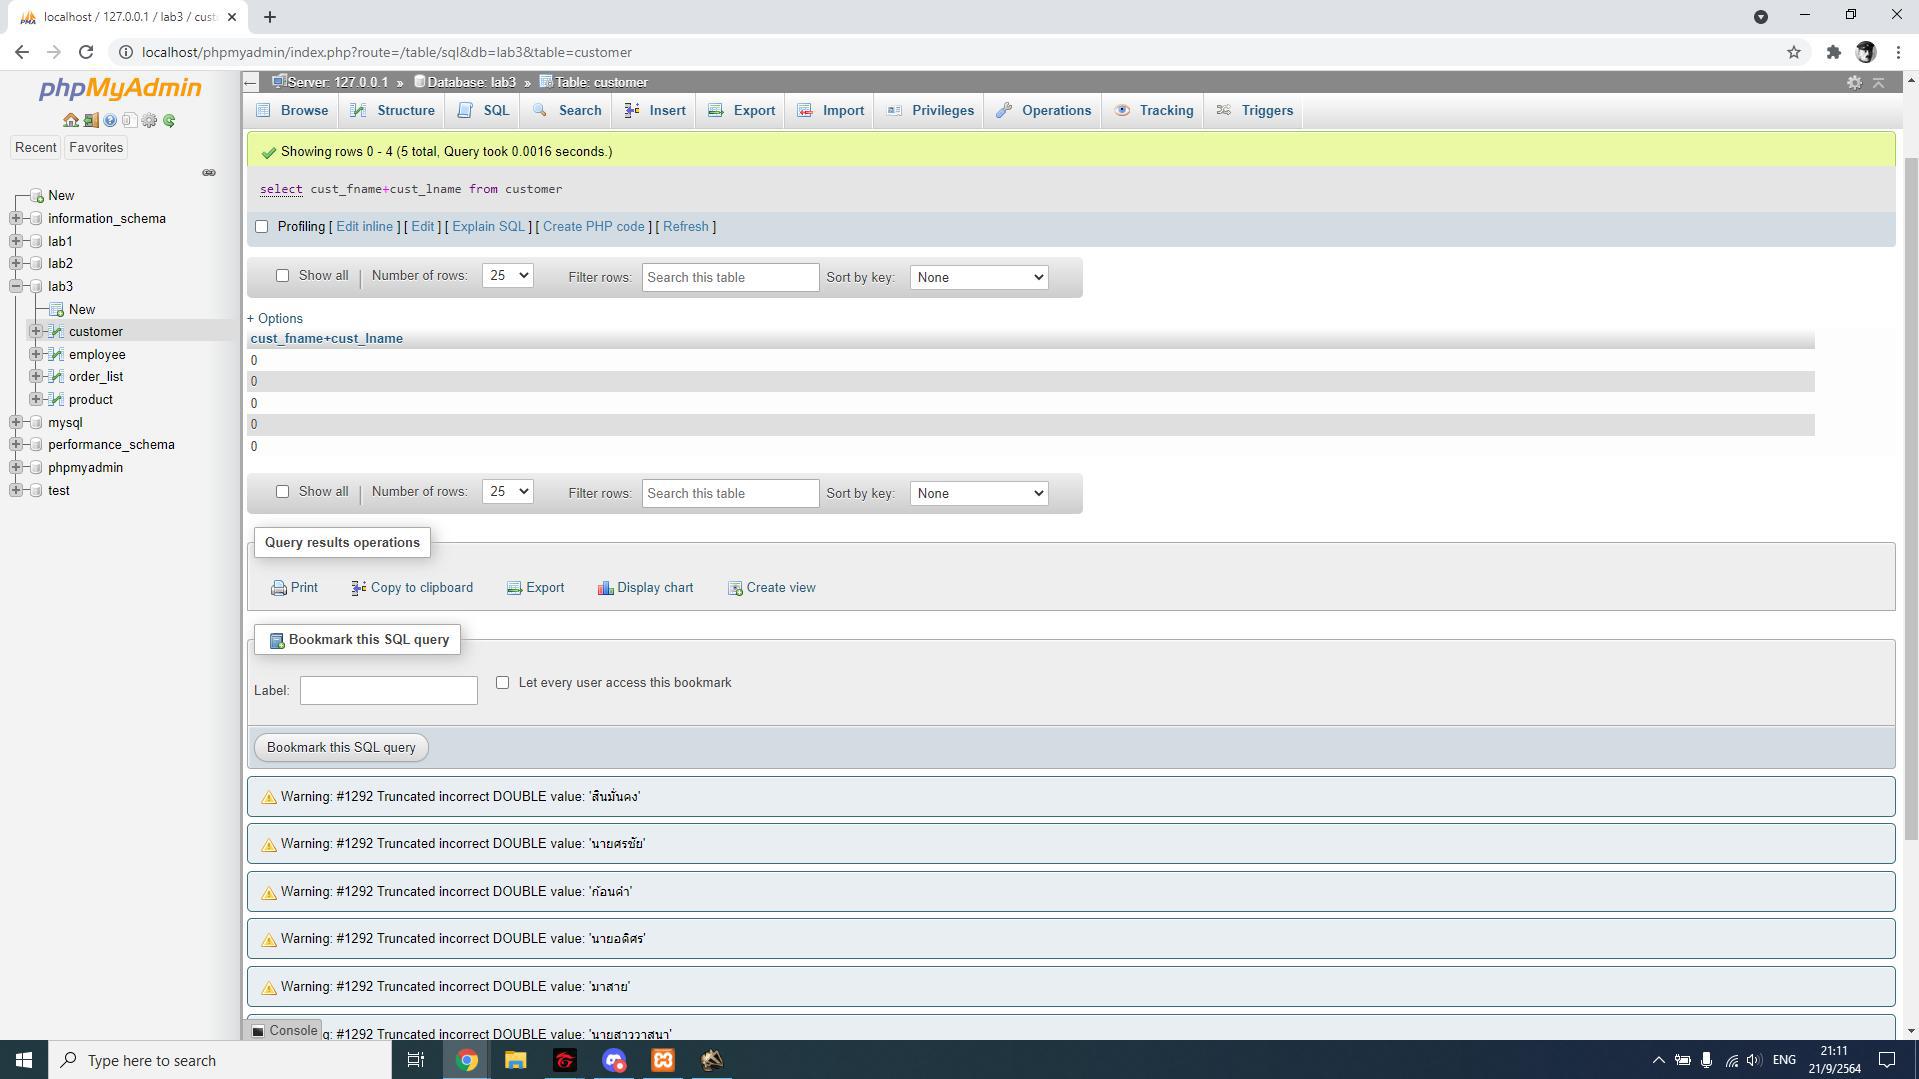 localhost / 127.0.0.1 / lab3 / cust
localhost/phpmyadmin/index.php?route=/table/sql&db=lab3&table=customer
phpMyAdmin
Recent
Favorites
New
information_schema
lab1
lab2
lab3
New
customer
employee
order_list
product
mysql
performance_schema
phpmyadmin
test
Server: 127.0.0.1 » Database: lab3 » Table: customer
Browse Structure SQL Search Insert Export Import Privileges Operations Tracking Triggers
Showing rows 0 - 4 (5 total, Query took 0.0016 seconds.)
select cust_fname+cust_lname from customer
Profiling [ Edit inline ] [ Edit ] [ Explain SQL ] [ Create PHP code ] [ Refresh ]
Show all Number of rows: 25 Filter rows: Search this table Sort by key: None
+ Options
cust_fname+cust_lname
0
0
0
0
0
Show all Number of rows: 25 Filter rows: Search this table Sort by key: None
Query results operations
Print Copy to clipboard Export Display chart Create view
Bookmark this SQL query
Label: Let every user access this bookmark
Bookmark this SQL query
Warning: #1292 Truncated incorrect DOUBLE value: 'สินมั่นคง'
Warning: #1292 Truncated incorrect DOUBLE value: 'นายศรชัย'
Warning: #1292 Truncated incorrect DOUBLE value: 'ก้อนคำ'
Warning: #1292 Truncated incorrect DOUBLE value: 'นายอดิศร'
Warning: #1292 Truncated incorrect DOUBLE value: 'มาสาย'
Console g: #1292 Truncated incorrect DOUBLE value: 'นางสาววาสนา'
Type here to search
ENG
21:11
21/9/2564